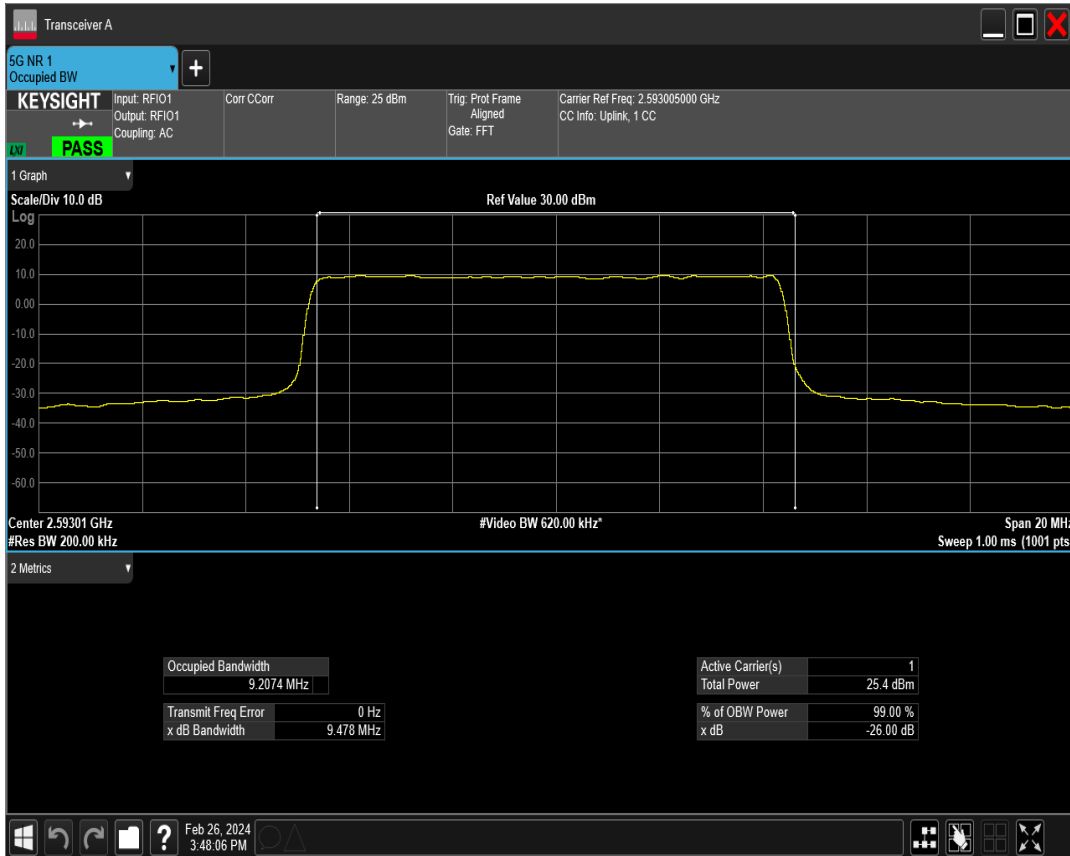 Transceiver A
5G NR 1
Occupied BW
KEYSIGHT
LXI
PASS
Input: RFIO1
Output: RFIO1
Coupling: AC
Corr CCorr
Range: 25 dBm
Trig: Prot Frame
Aligned
Gate: FFT
Carrier Ref Freq: 2.593005000 GHz
CC Info: Uplink, 1 CC
1 Graph
Scale/Div 10.0 dB
Ref Value 30.00 dBm
Log
20.0
10.0
0.00
-10.0
-20.0
-30.0
-40.0
-50.0
-60.0
Center 2.59301 GHz
#Video BW 620.00 kHz*
Span 20 MHz
#Res BW 200.00 kHz
Sweep 1.00 ms (1001 pts
2 Metrics
Occupied Bandwidth
9.2074 MHz
Transmit Freq Error 0 Hz
x dB Bandwidth 9.478 MHz
Active Carrier(s) 1
Total Power 25.4 dBm
% of OBW Power 99.00 %
x dB -26.00 dB
?
Feb 26, 2024
3:48:06 PM